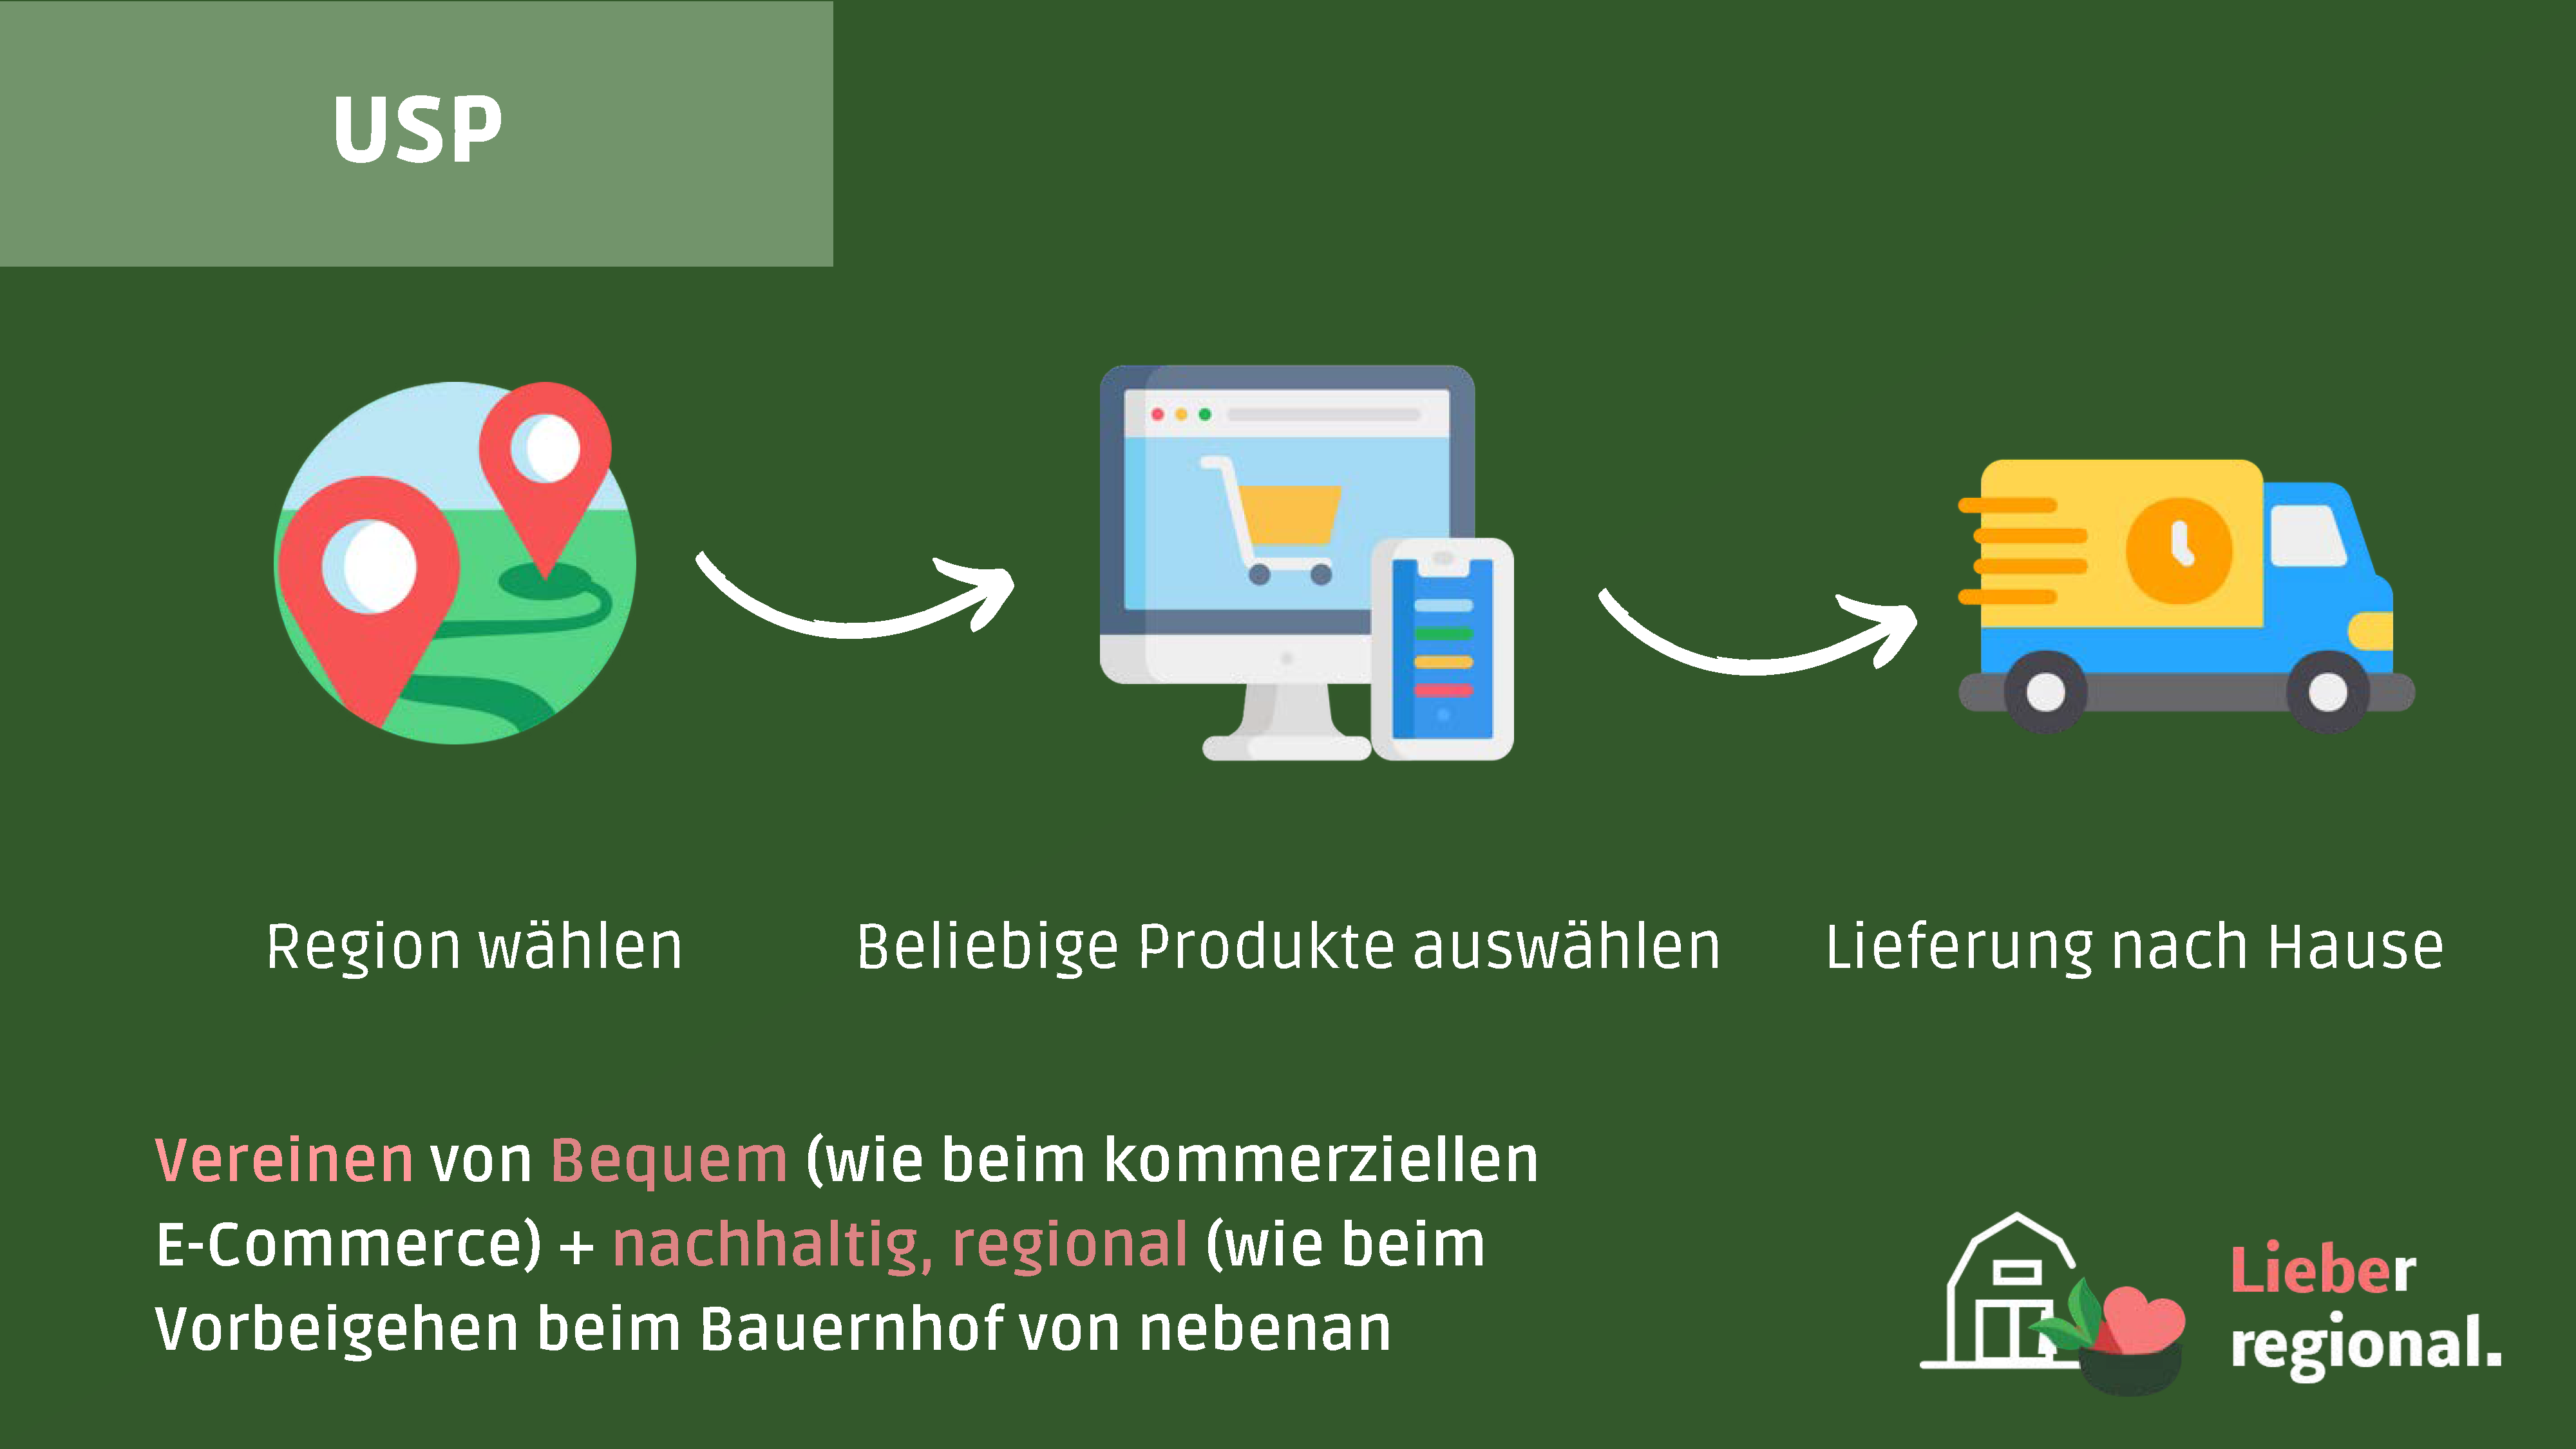 USP
Region wählen
Beliebige Produkte auswählen
Lieferung nach Hause
Vereinen von Bequem (wie beim kommerziellen
E-Commerce) + nachhaltig, regional (wie beim
Vorbeigehen beim Bauernhof von nebenan
Lieber
regional.